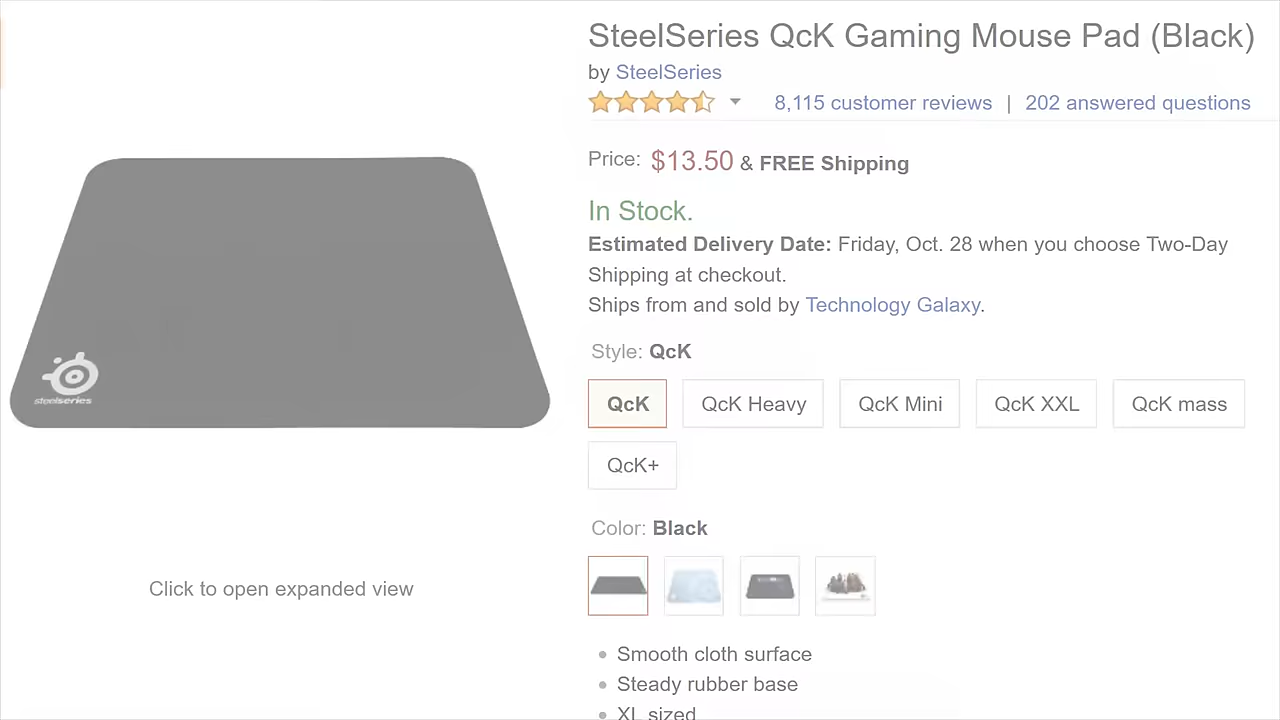 SteelSeries QcK Gaming Mouse Pad (Black)
by SteelSeries
8,115 customer reviews | 202 answered questions
Price: $13.50 & FREE Shipping
In Stock.
Estimated Delivery Date: Friday, Oct. 28 when you choose Two-Day
Shipping at checkout.
Ships from and sold by Technology Galaxy.
Style: QcK
QcK QcK Heavy QcK Mini QcK XXL QcK mass
QcK+
steelseries
Color: Black
Click to open expanded view
Smooth cloth surface
Steady rubber base
XL sized